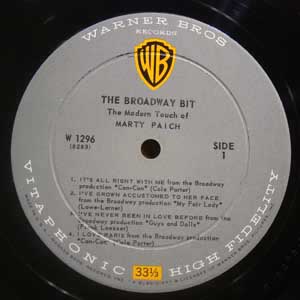 WARNER BROS
RECORDS
WB
THE BROADWAY BIT
The Modern Touch of
MARTY PAICH
W 1296
(B283)
SIDE
1
1. IT'S ALL RIGHT WITH ME from the Broadway
production "Can-Can" (Cole Porter)
2. I'VE GROWN ACCUSTOMED TO HER FACE
from the Broadway production "My Fair Lady"
(Lowe-Lerner)
3. I'VE NEVER BEEN IN LOVE BEFORE from the
Broadway production "Guys and Dolls"
(Frank Loesser)
4. I LOVE PARIS from the Broadway production
"Can-Can" (Cole Porter)
33⅓
VITAPHONIC HIGH FIDELITY